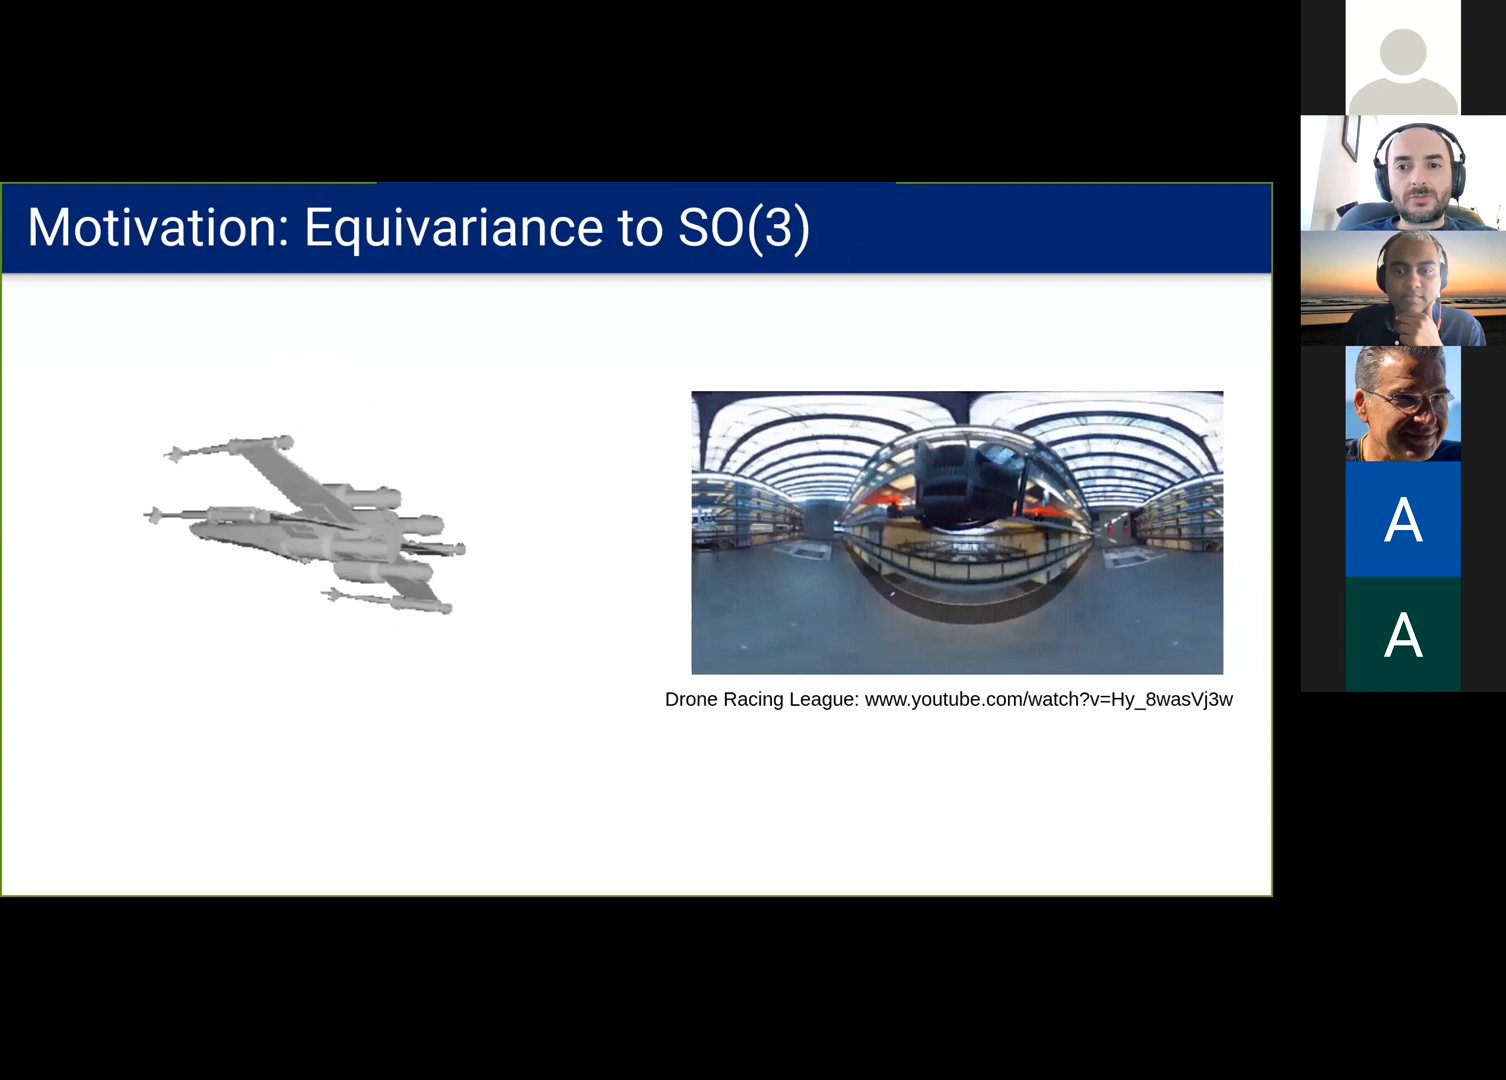 Motivation: Equivariance to SO(3)
Drone Racing League: www.youtube.com/watch?v=Hy_8wasVj3w
A
A